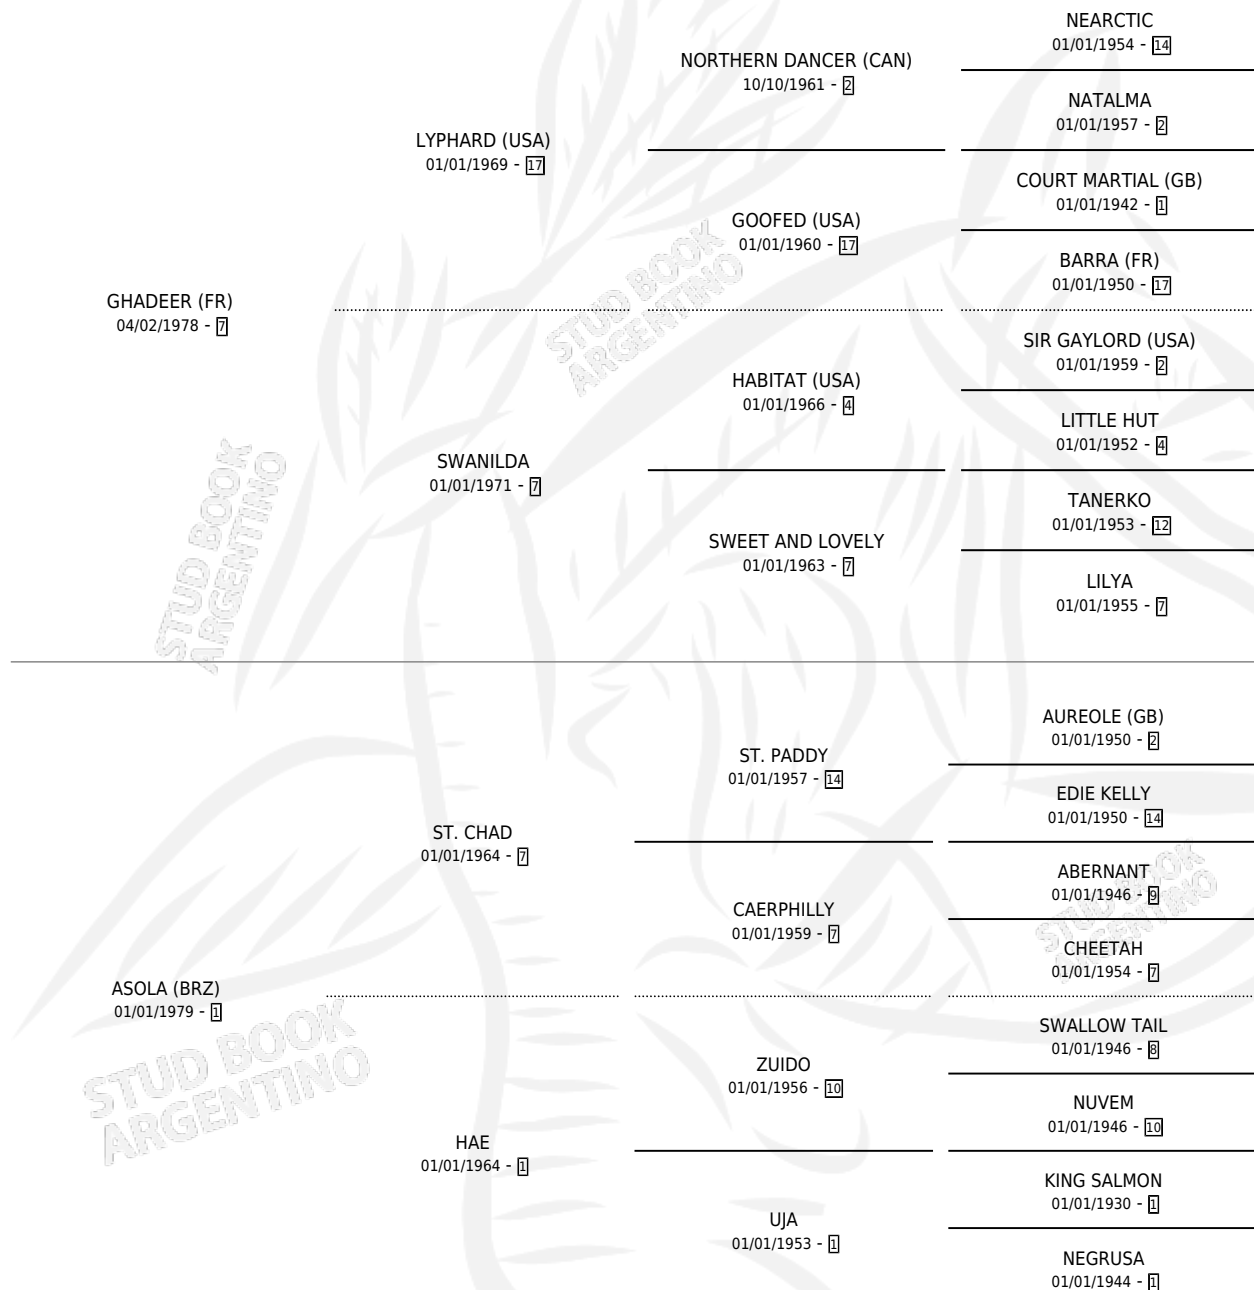 NEARCTIC
01/01/1954 - 14
NORTHERN DANCER (CAN)
10/10/1961 - 2
NATALMA
01/01/1957 - 2
LYPHARD (USA)
01/01/1969 - 17
COURT MARTIAL (GB)
01/01/1942 - 1
GOOFED (USA)
01/01/1960 - 17
BARRA (FR)
01/01/1950 - 17
GHADEER (FR)
04/02/1978 - 7
STUD BOOK
ARGENTINO
SIR GAYLORD (USA)
01/01/1959 - 2
HABITAT (USA)
01/01/1966 - 4
LITTLE HUT
01/01/1952 - 4
SWANILDA
01/01/1971 - 7
TANERKO
01/01/1953 - 12
SWEET AND LOVELY
01/01/1963 - 7
LILYA
01/01/1955 - 7
STUD BOOK
ARGENTINO
AUREOLE (GB)
01/01/1950 - 2
ST. PADDY
01/01/1957 - 14
EDIE KELLY
01/01/1950 - 14
ST. CHAD
01/01/1964 - 7
ABERNANT
01/01/1946 - 9
CAERPHILLY
01/01/1959 - 7
CHEETAH
01/01/1954 - 7
STUD BOOK
ARGENTINO
ASOLA (BRZ)
01/01/1979 - 1
SWALLOW TAIL
01/01/1946 - 8
ZUIDO
01/01/1956 - 10
NUVEM
01/01/1946 - 10
STUD BOOK
ARGENTINO
HAE
01/01/1964 - 1
KING SALMON
01/01/1930 - 1
UJA
01/01/1953 - 1
NEGRUSA
01/01/1944 - 1